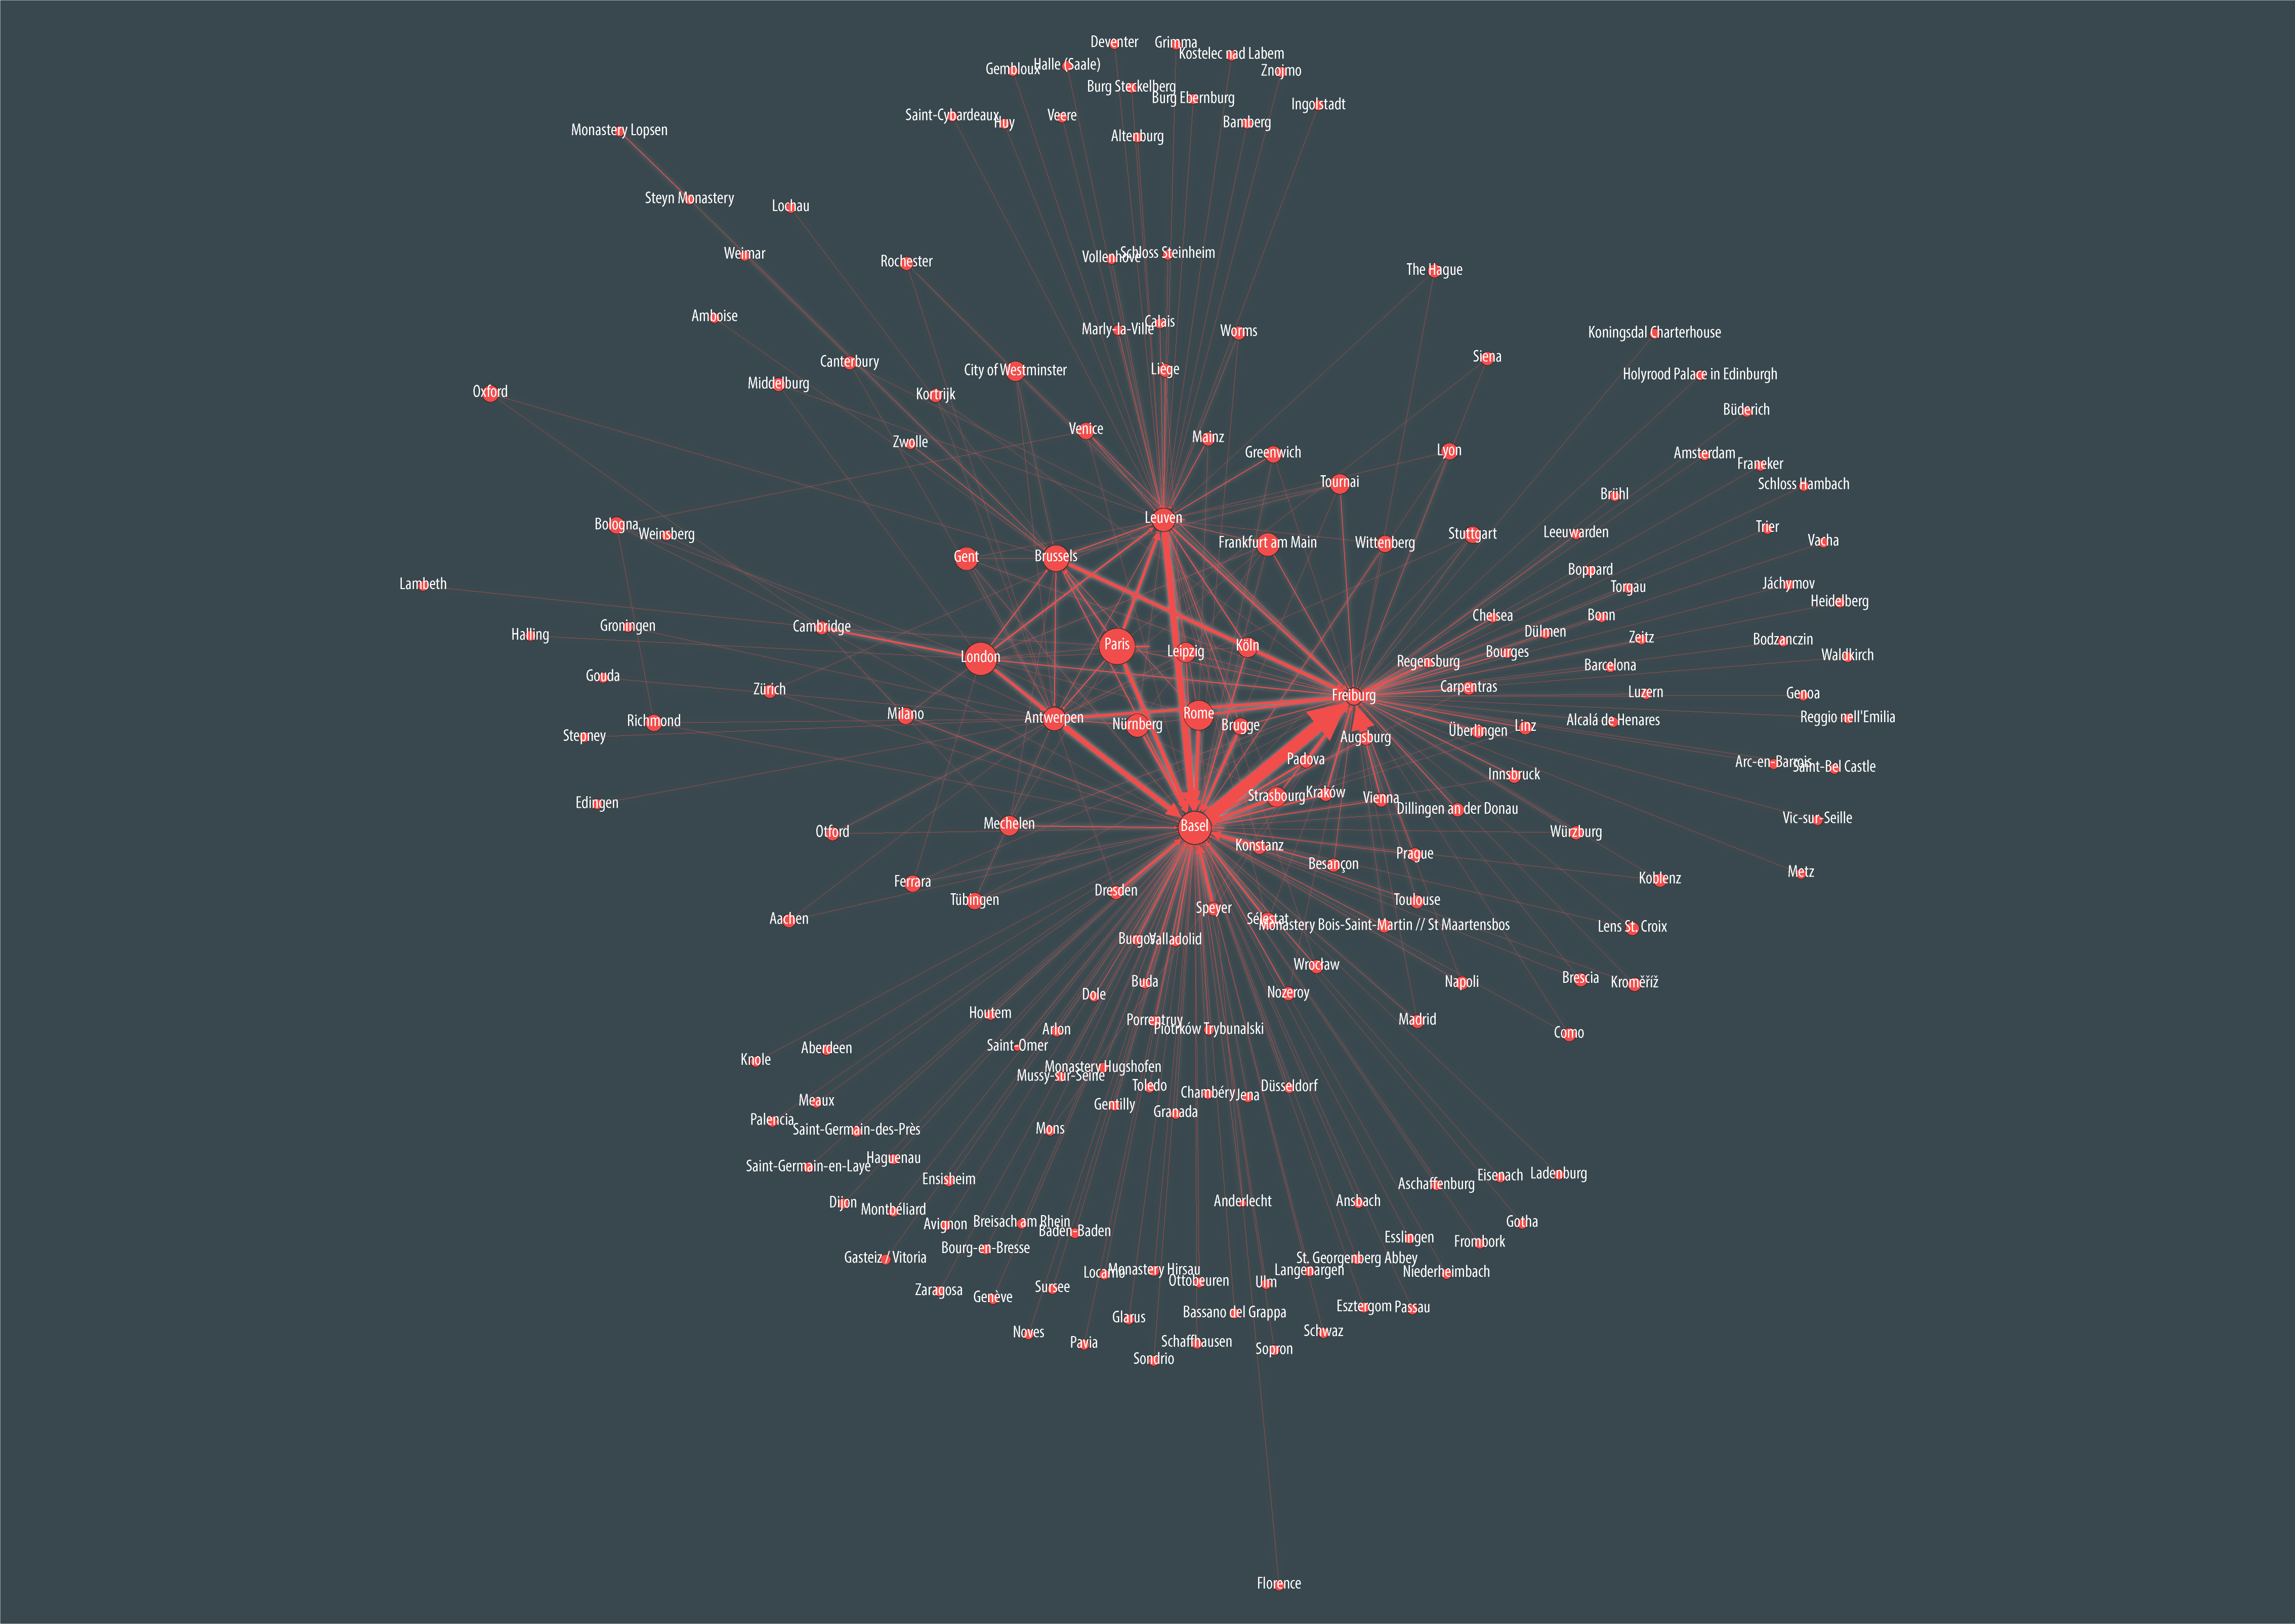 Deventer
Grimma
Kostelec nad Labem
Halle (Saale)
Gembloux
Znojmo
Burg Steckelberg
Burg Ebernburg
Ingolstadt
Saint-Cybardeaux
Huy
Veere
Bamberg
Monastery Lopsen
Altenburg
Steyn Monastery
Lochau
Weimar
Rochester
Vollenhove
Schloss Steinheim
The Hague
Amboise
Marly-la-Ville
Calais
Worms
Koningsdal Charterhouse
Canterbury
City of Westminster
Liège
Siena
Holyrood Palace in Edinburgh
Middelburg
Oxford
Kortrijk
Büderich
Zwolle
Venice
Mainz
Greenwich
Lyon
Amsterdam
Franeker
Tournai
Schloss Hambach
Brühl
Bologna
Weinsberg
Leuven
Trier
Gent
Brussels
Frankfurt am Main
Wittenberg
Stuttgart
Leeuwarden
Vacha
Lambeth
Boppard
Torgau
Jáchymov
Heidelberg
Halling
Groningen
Cambridge
Chelsea
Bonn
Dülmen
Zeitz
Bodzanczin
London
Paris
Leipzig
Köln
Regensburg
Bourges
Barcelona
Waldkirch
Gouda
Zürich
Freiburg
Carpentras
Luzern
Genoa
Richmond
Stepney
Milano
Antwerpen
Nürnberg
Rome
Brugge
Augsburg
Überlingen
Linz
Alcalá de Henares
Reggio nell'Emilia
Padova
Arc-en-Barrois
Saint-Bel Castle
Innsbruck
Edingen
Strasbourg
Kraków
Vienna
Dillingen an der Donau
Otford
Mechelen
Basel
Würzburg
Vic-sur-Seille
Konstanz
Besançon
Prague
Ferrara
Tübingen
Dresden
Koblenz
Metz
Aachen
Speyer
Toulouse
Sélestat
Monastery Bois-Saint-Martin // St Maartensbos
Lens St. Croix
Burgos
Valladolid
Wrocław
Buda
Dole
Nozeroy
Napoli
Brescia
Kroměříž
Houtem
Arlon
Porrentruy
Piotrków Trybunalski
Madrid
Como
Knole
Aberdeen
Saint-Omer
Monastery Hugshofen
Mussy-sur-Seine
Toledo
Chambéry
Jena
Düsseldorf
Meaux
Gentilly
Granada
Palencia
Saint-Germain-des-Près
Mons
Saint-Germain-en-Laye
Haguenau
Ensisheim
Aschaffenburg
Eisenach
Ladenburg
Dijon
Montbéliard
Avignon
Breisach am Rhein
Baden-Baden
Anderlecht
Ansbach
Gotha
Esslingen
Frombork
Gasteiz / Vitoria
Bourg-en-Bresse
St. Georgenberg Abbey
Locarno
Monastery Hirsau
Ottobeuren
Ulm
Langenargen
Niederheimbach
Zaragosa
Genève
Sursee
Glarus
Bassano del Grappa
Esztergom
Passau
Noves
Pavia
Schaffhausen
Schwaz
Sondrio
Sopron
Florence